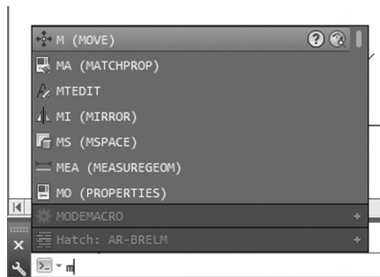 M (MOVE)
MA (MATCHPROP)
MTEDIT
MI (MIRROR)
MS (MSPACE)
MEA (MEASUREGEOM)
MO (PROPERTIES)
MODEMACRO +
Hatch: AR-BRELM +
m